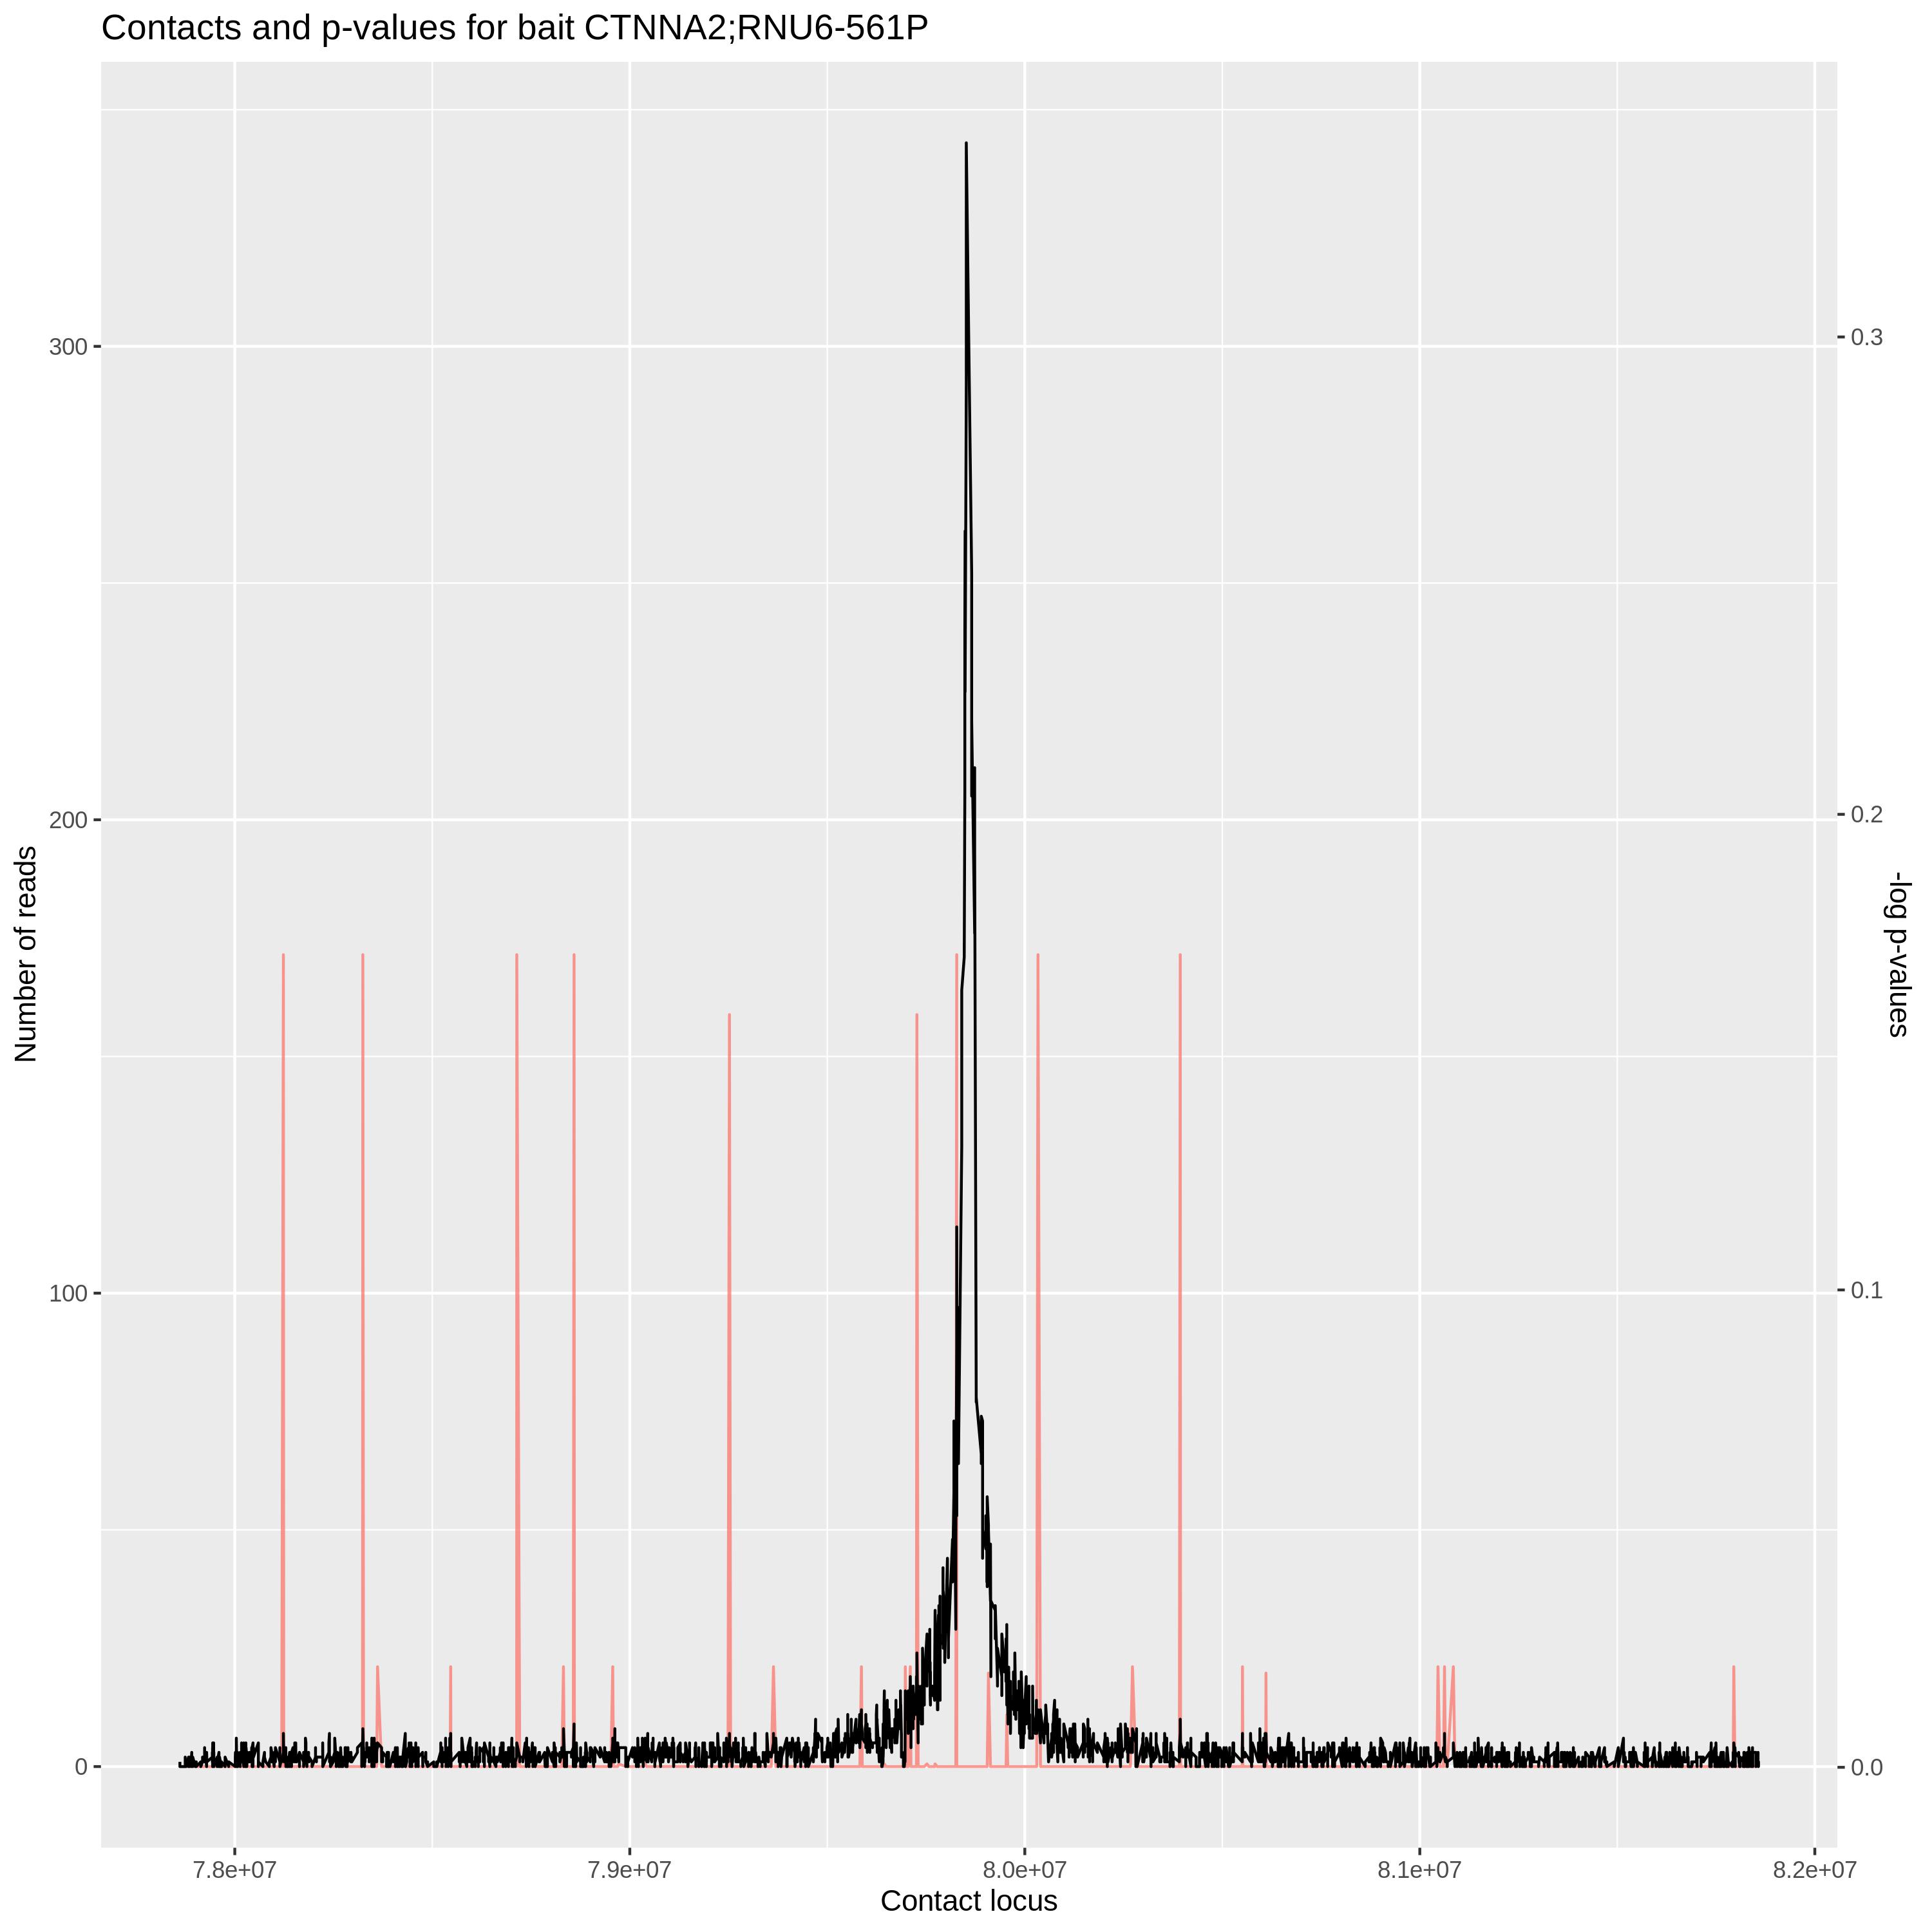 Contacts and p-values for bait CTNNA2;RNU6-561P
Number of reads
300
200
100
0
0.3
0.2
0.1
0.0
-log p-values
7.8e+07
7.9e+07
8.0e+07
8.1e+07
8.2e+07
Contact locus